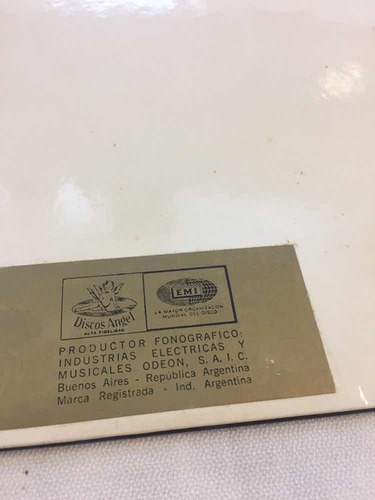 Discos Angel
ALTA FIDELIDAD
EMI
LA MAYOR ORGANIZACION
MUNDIAL DEL DISCO
PRODUCTOR FONOGRAFICO:
INDUSTRIAS ELECTRICAS Y
MUSICALES ODEON, S. A. I. C.
Buenos Aires - República Argentina
Marca Registrada - Ind. Argentina